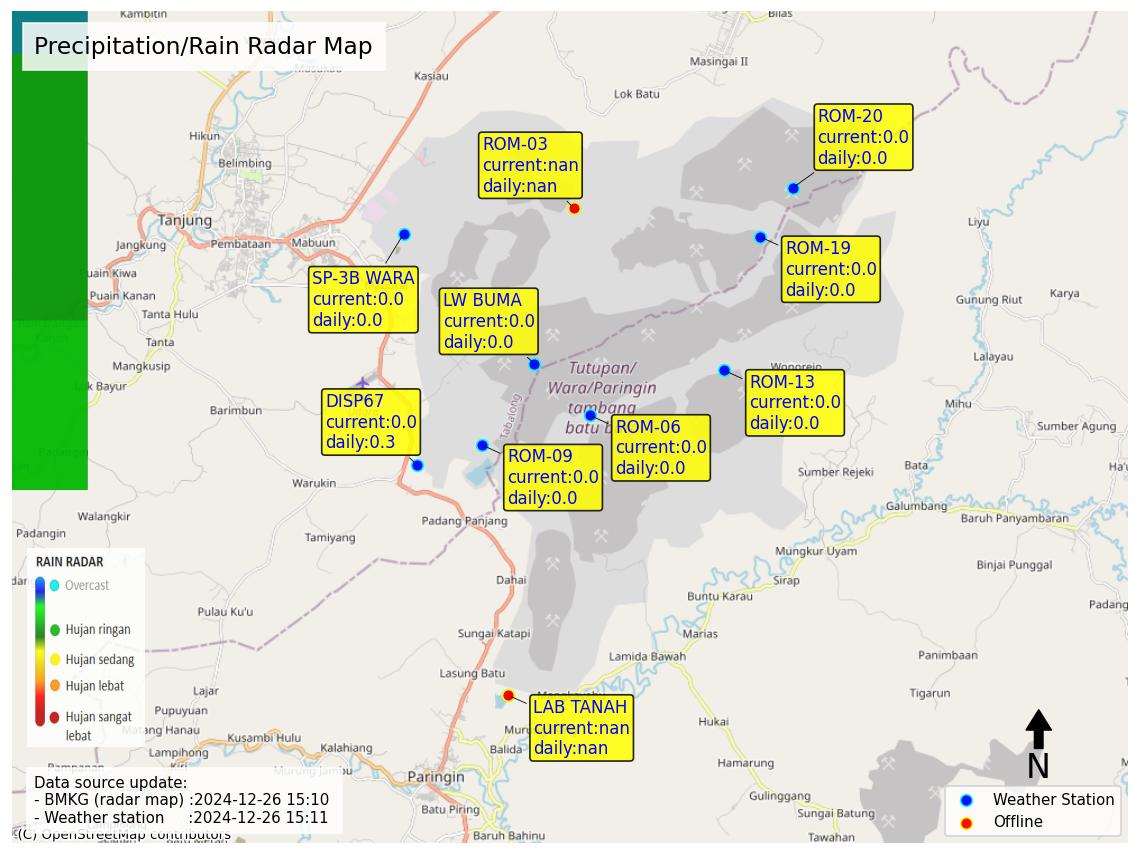 Kambitin
Bilas
Precipitation/Rain Radar Map
Masukau
Kasiau
Masingai II
Lok Batu
ROM-20
current:0.0
daily:0.0
ROM-03
current:nan
daily:nan
Hikun
Belimbing
Tanjung
Jangkung
Pembataan
Mabuun
Liyu
ROM-19
current:0.0
daily:0.0
SP-3B WARA
current:0.0
daily:0.0
Puain Kiwa
Puain Kanan
Tanta Hulu
LW BUMA
current:0.0
daily:0.0
Gunung Riut
Karya
Tanta
Mangkusip
Luk Bayur
Lalayau
Wonorejo
Tutupan/
Wara/Paringin
tambang
batu b
ROM-13
current:0.0
daily:0.0
DISP67
current:0.0
daily:0.3
Barimbun
Tabalong
Mihu
ROM-06
current:0.0
daily:0.0
Sumber Agung
Padangin
ROM-09
current:0.0
daily:0.0
Warukin
Sumber Rejeki
Bata
Galumbang
Walangkir
Padangin
Padang Panjang
Baruh Panyambaran
Tamiyang
Mungkur Uyam
Binjai Punggal
RAIN RADAR
Overcast
Hujan ringan
Hujan sedang
Hujan lebat
Hujan sangat
lebat
Dahai
Sirap
Buntu Karau
Padang
Pulau Ku'u
Sungai Katapi
Marias
Lamida Bawah
Panimbaan
Lasung Batu
Tigarun
Lajar
Pupuyuan
LAB TANAH
current:nan
daily:nan
Matang Hanau
Kusambi Hulu
Hukai
Lampihong
Kalahiang
Balida
Murung Jambu
Paringin
Hamarung
N
Data source update:
- BMKG (radar map) :2024-12-26 15:10
- Weather station :2024-12-26 15:11
Batu Piring
Gulinggang
Sungai Batung
Baruh Bahinu
Tawahan
Weather Station
Offline
(C) OpenStreetMap contributors